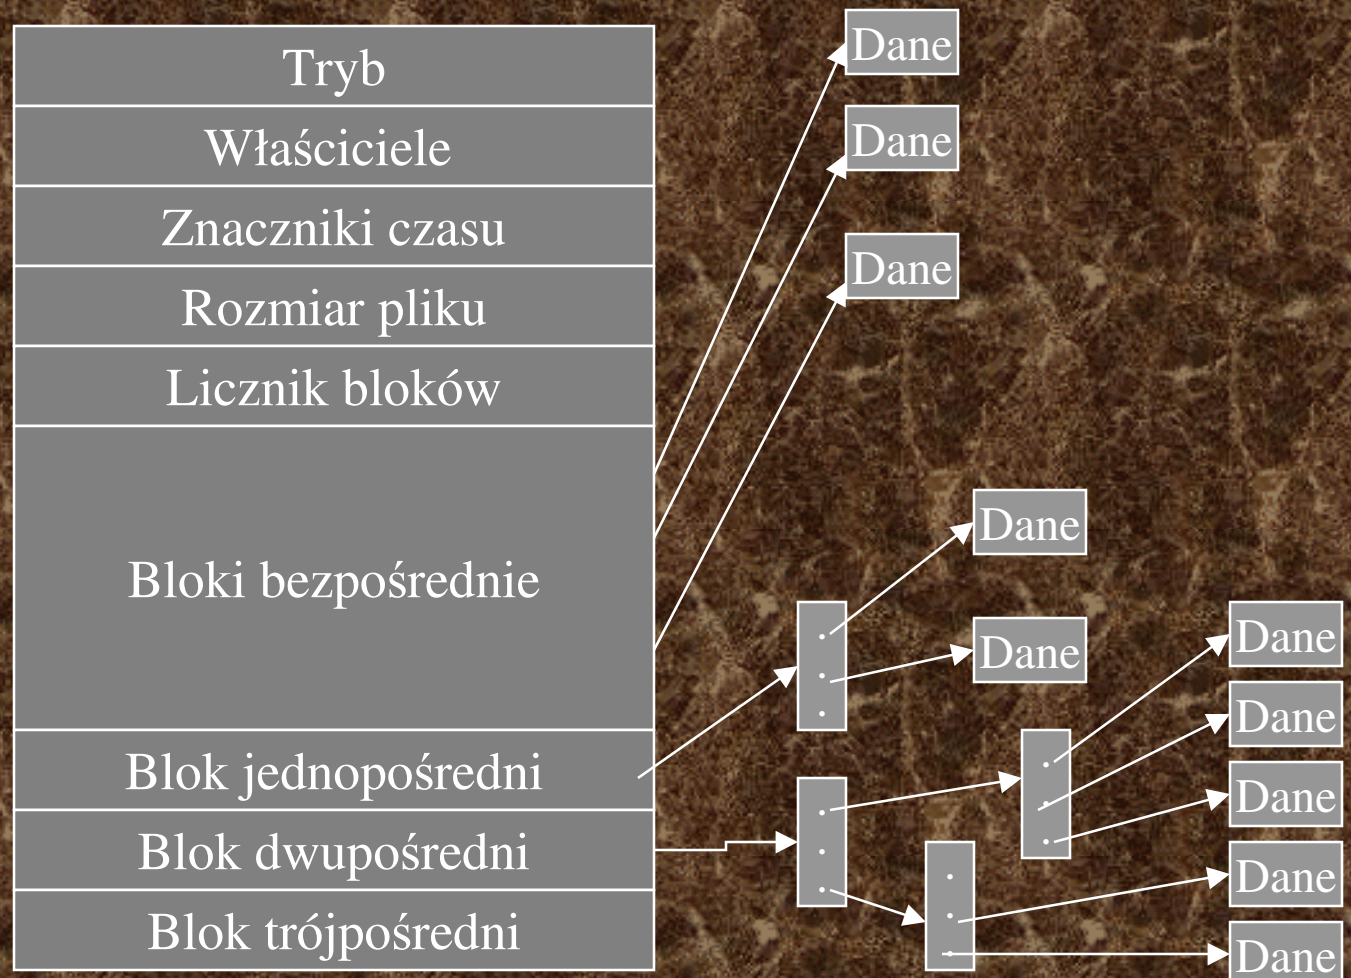 Tryb
Właściciele
Znaczniki czasu
Rozmiar pliku
Licznik bloków
Bloki bezpośrednie
Blok jednopośredni
Blok dwupośredni
Blok trójpośredni
Dane
Dane
Dane
Dane
Dane
Dane
Dane
Dane
Dane
Dane